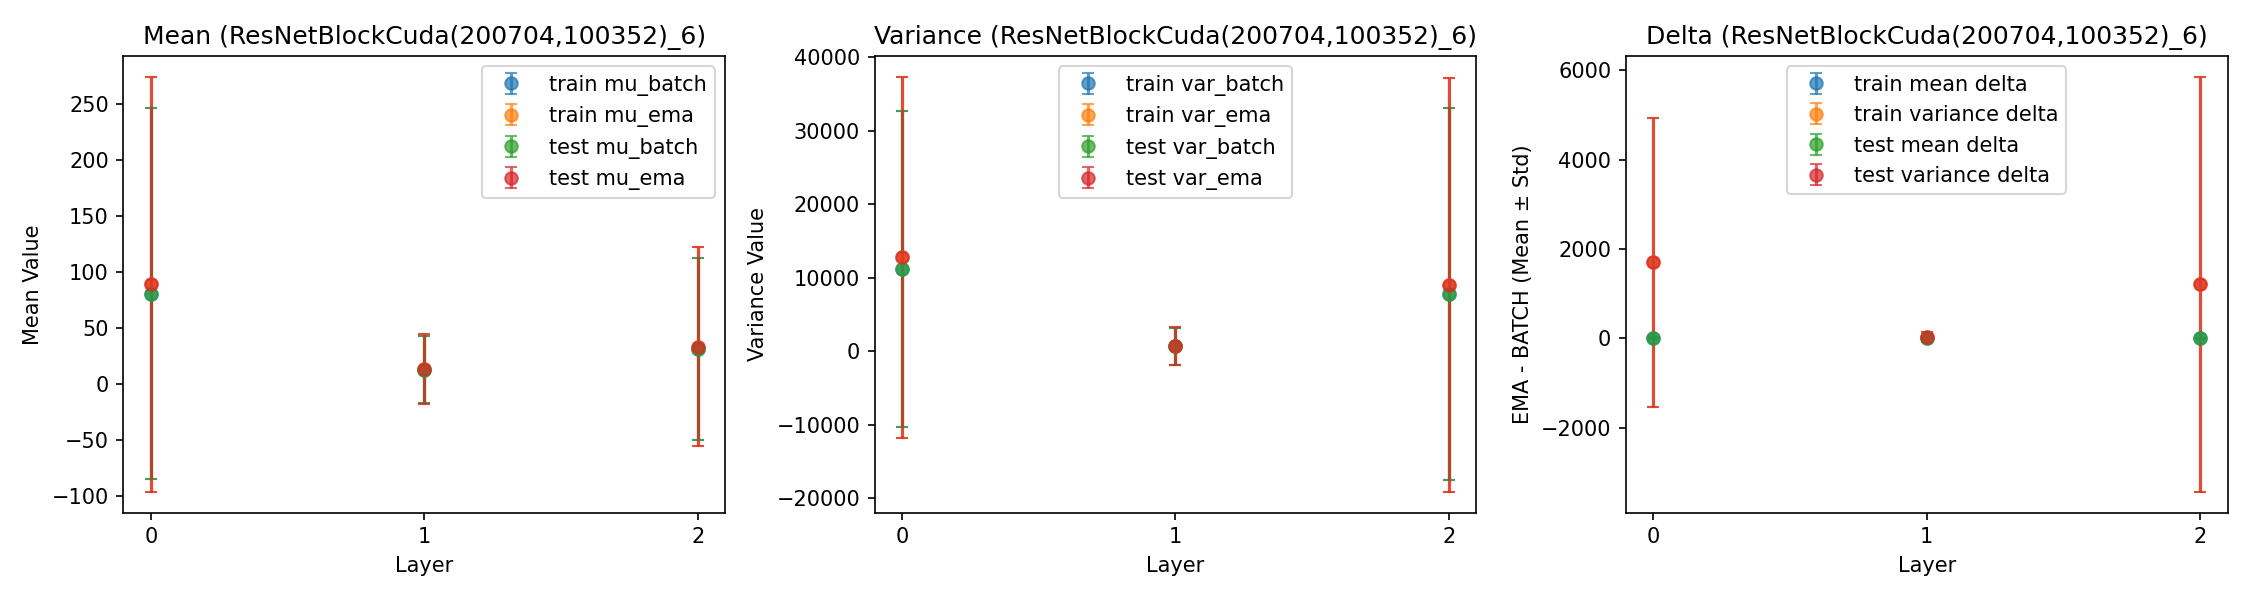 Mean (ResNetBlockCuda(200704,100352)_6)
train mu_batch
train mu_ema
test mu_batch
test mu_ema
Mean Value
250
200
150
100
50
0
−50
−100
0 1 2
Layer
Variance (ResNetBlockCuda(200704,100352)_6)
train var_batch
train var_ema
test var_batch
test var_ema
Variance Value
40000
30000
20000
10000
0
−10000
−20000
0 1 2
Layer
Delta (ResNetBlockCuda(200704,100352)_6)
train mean delta
train variance delta
test mean delta
test variance delta
EMA - BATCH (Mean ± Std)
6000
4000
2000
0
−2000
0 1 2
Layer